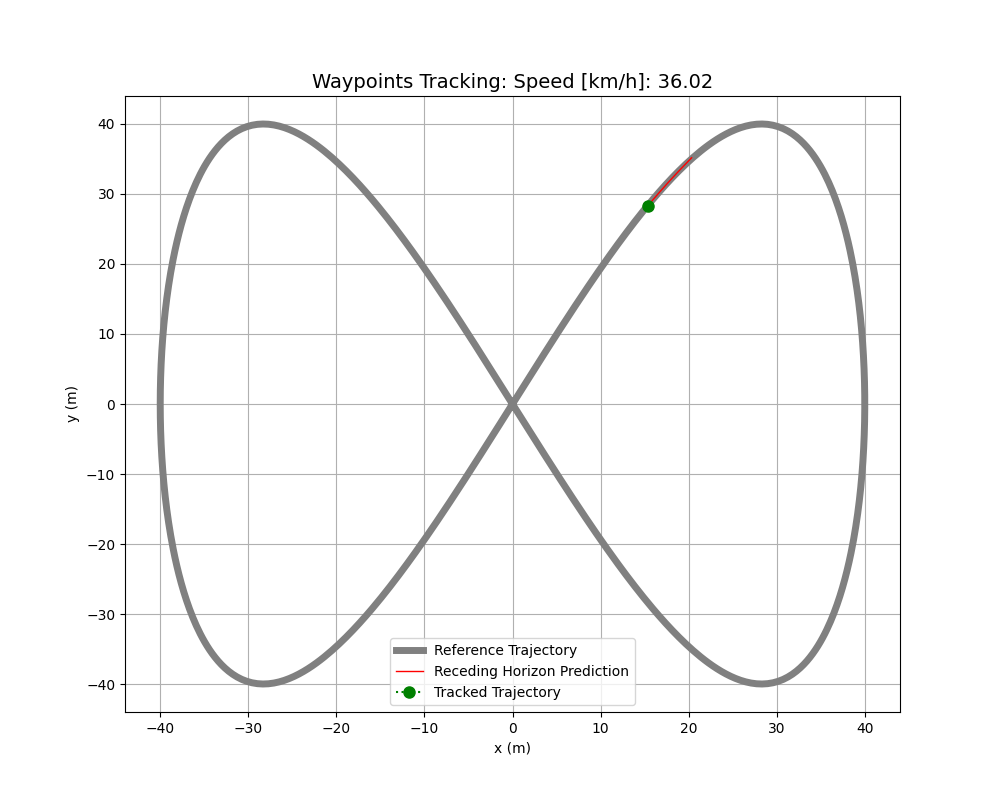 Waypoints Tracking: Speed [km/h]: 36.02
40
30
20
10
0
−10
−20
−30
−40
y (m)
Reference Trajectory
Receding Horizon Prediction
Tracked Trajectory
−40 −30 −20 −10 0 10 20 30 40
x (m)